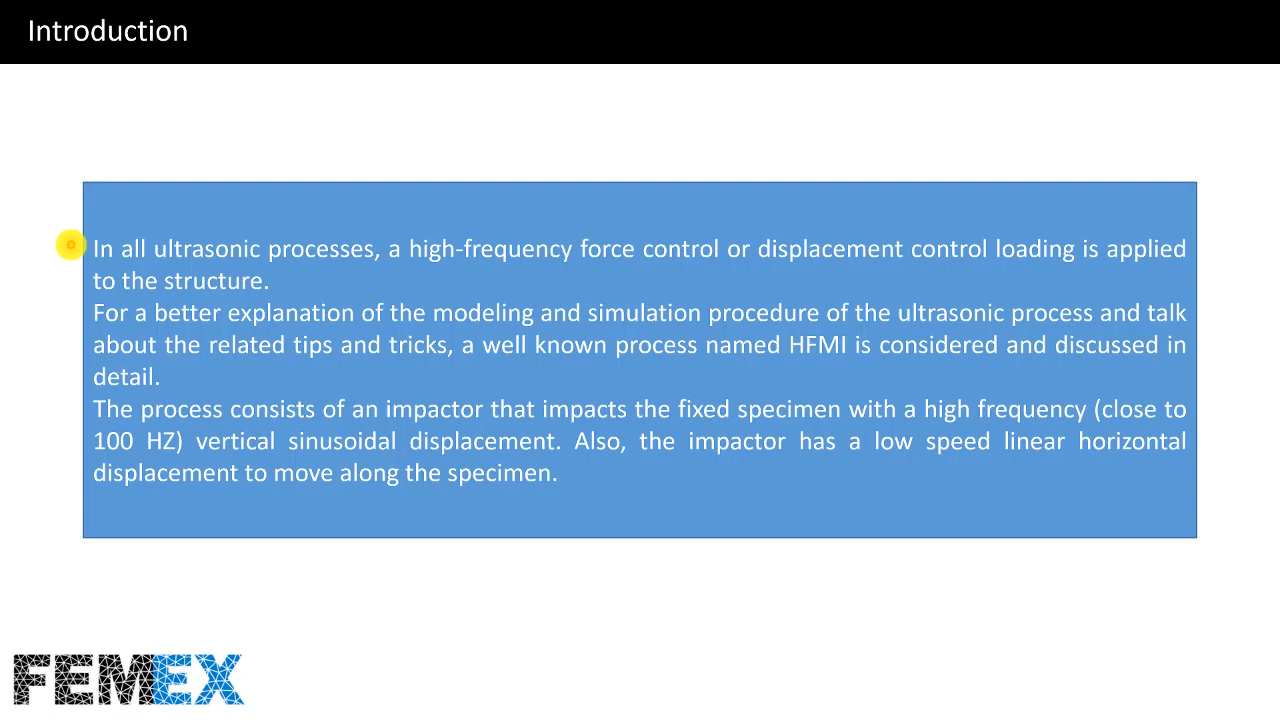 Introduction
In all ultrasonic processes, a high-frequency force control or displacement control loading is applied
to the structure.
For a better explanation of the modeling and simulation procedure of the ultrasonic process and talk
about the related tips and tricks, a well known process named HFMI is considered and discussed in
detail.
The process consists of an impactor that impacts the fixed specimen with a high frequency (close to
100 HZ) vertical sinusoidal displacement. Also, the impactor has a low speed linear horizontal
displacement to move along the specimen.
FEMEX